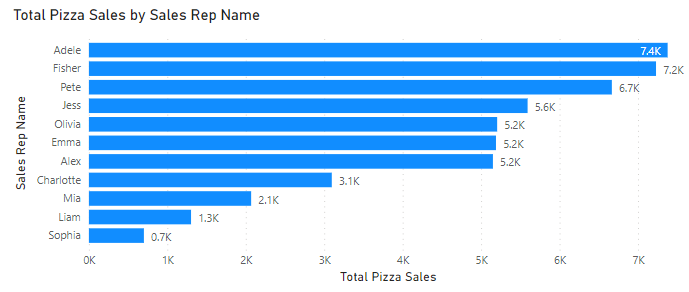 Total Pizza Sales by Sales Rep Name
Sales Rep Name
Adele 7.4K
Fisher 7.2K
Pete 6.7K
Jess 5.6K
Olivia 5.2K
Emma 5.2K
Alex 5.2K
Charlotte 3.1K
Mia 2.1K
Liam 1.3K
Sophia 0.7K
0K 1K 2K 3K 4K 5K 6K 7K
Total Pizza Sales